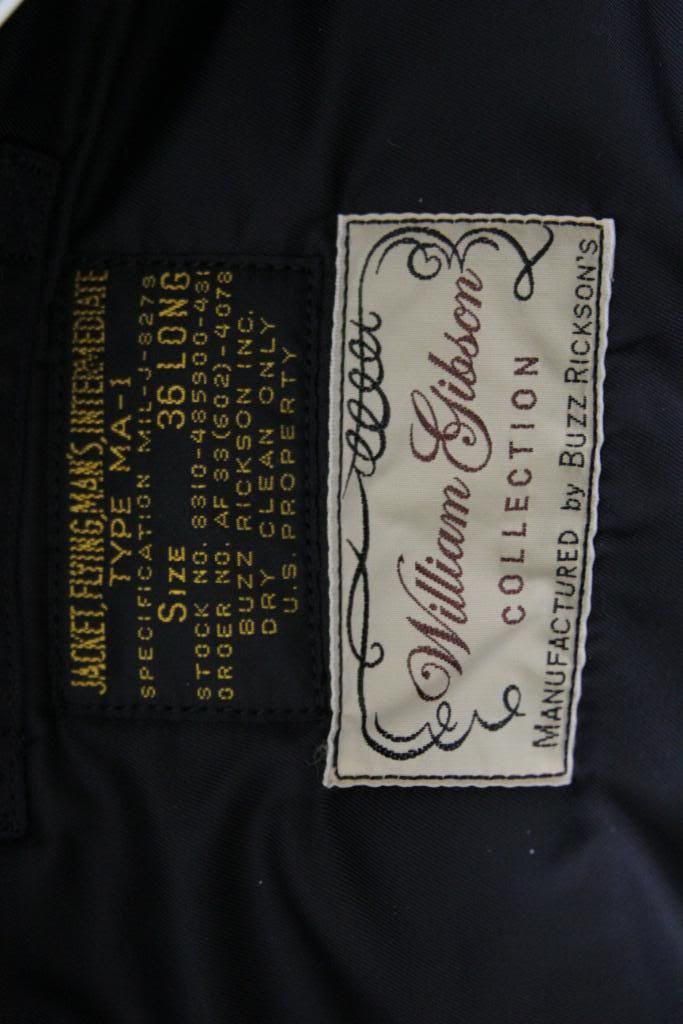 JACKET, FLYING, MAN'S, INTERMEDIATE
TYPE MA-1
SPECIFICATION MIL-J-8279
SIZE 36 LONG
STOCK NO. 8310-485900-431
ORDER NO. AF 33(602)-4078
BUZZ RICKSON INC.
DRY CLEAN ONLY
U.S. PROPERTY
William Gibson
COLLECTION
MANUFACTURED by BUZZ RICKSON'S